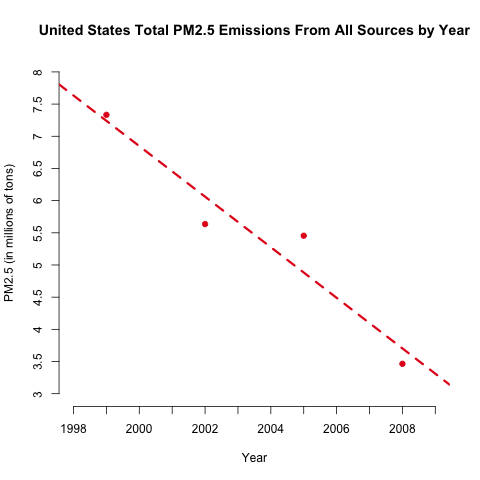 United States Total PM2.5 Emissions From All Sources by Year
PM2.5 (in millions of tons)
8
7.5
7
6.5
6
5.5
5
4.5
4
3.5
3
1998 2000 2002 2004 2006 2008
Year